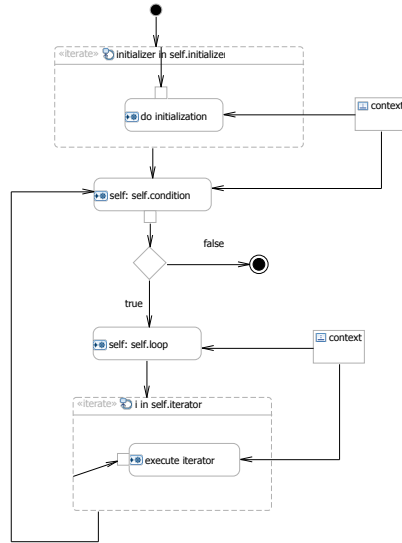 «iterate» initializer in self.initializer
do initialization
context
self: self.condition
false
true
self: self.loop
context
«iterate» i in self.iterator
execute iterator